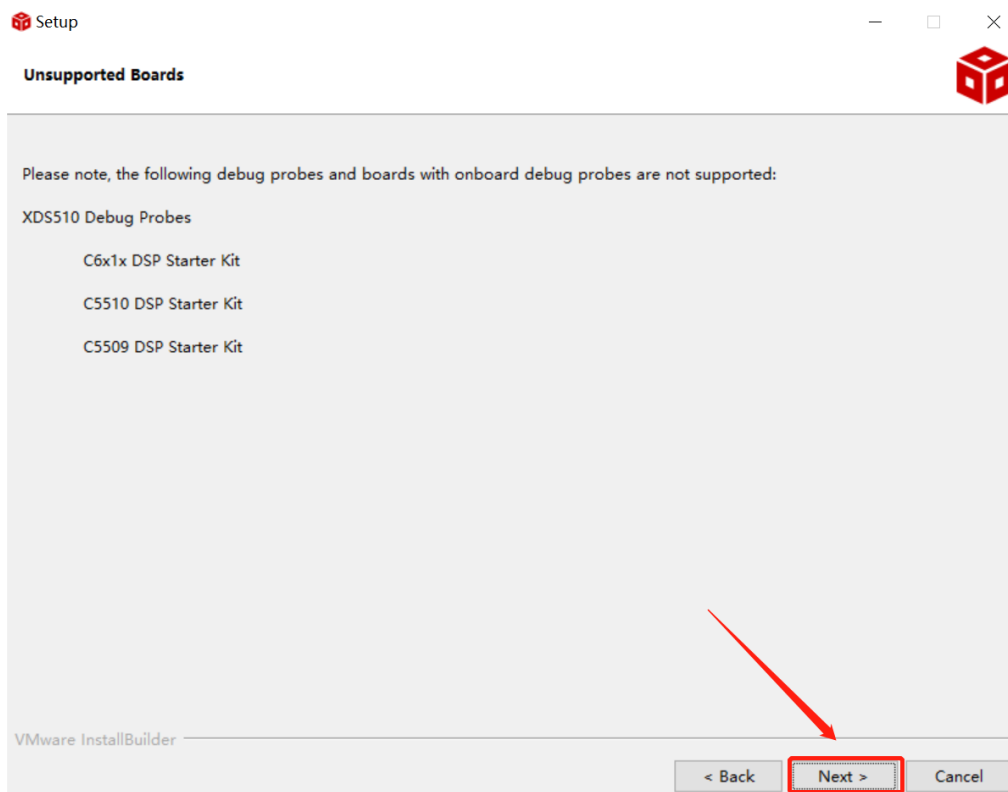 Setup
Unsupported Boards
Please note, the following debug probes and boards with onboard debug probes are not supported:
XDS510 Debug Probes
C6x1x DSP Starter Kit
C5510 DSP Starter Kit
C5509 DSP Starter Kit
VMware InstallBuilder
< Back
Next >
Cancel